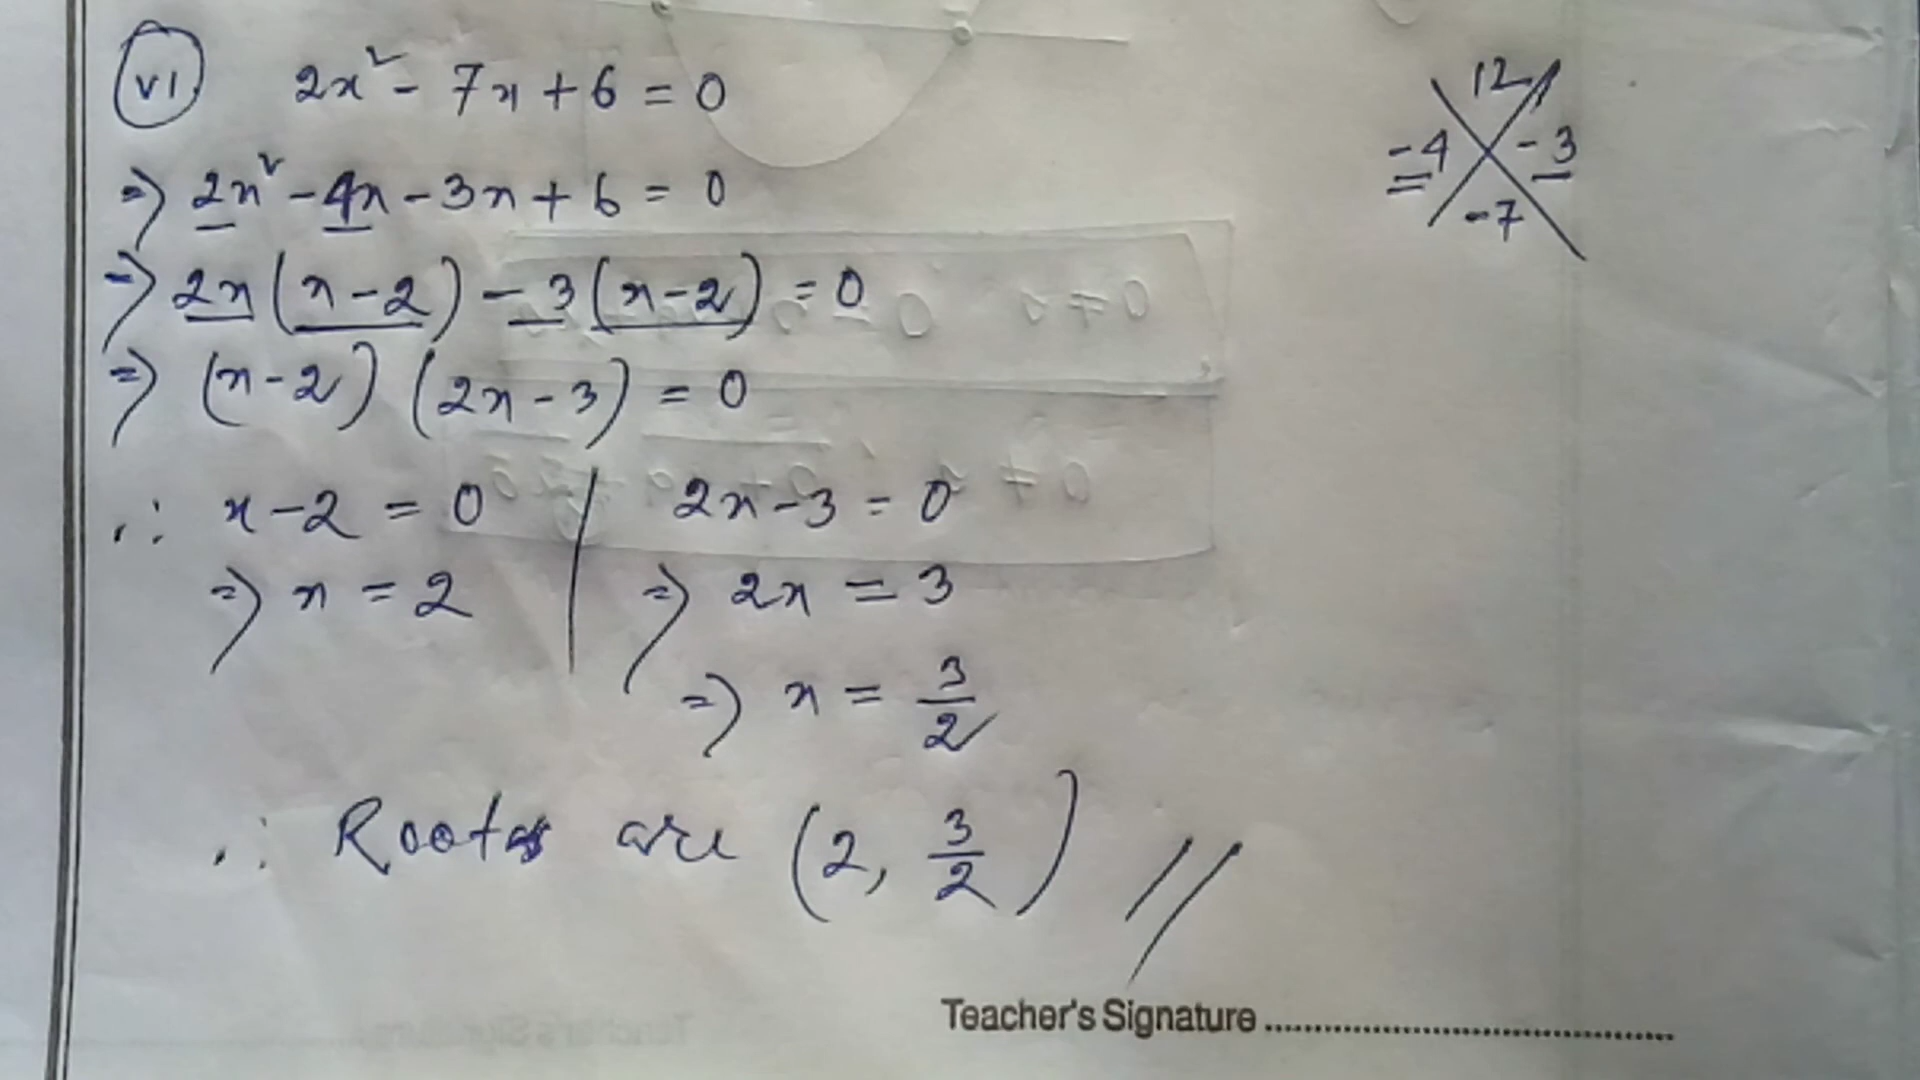 (vi) 2x² - 7x + 6 = 0
12
-4 -3
-7
⇒ 2x² - 4x - 3x + 6 = 0
⇒ 2x (x - 2) - 3 (x - 2) = 0
⇒ (x - 2) (2x - 3) = 0
∴ x - 2 = 0 / 2x - 3 = 0
⇒ x = 2 ⇒ 2x = 3
⇒ x = 3/2
∴ Roots are (2, 3/2) //
Teacher's Signature ........................................